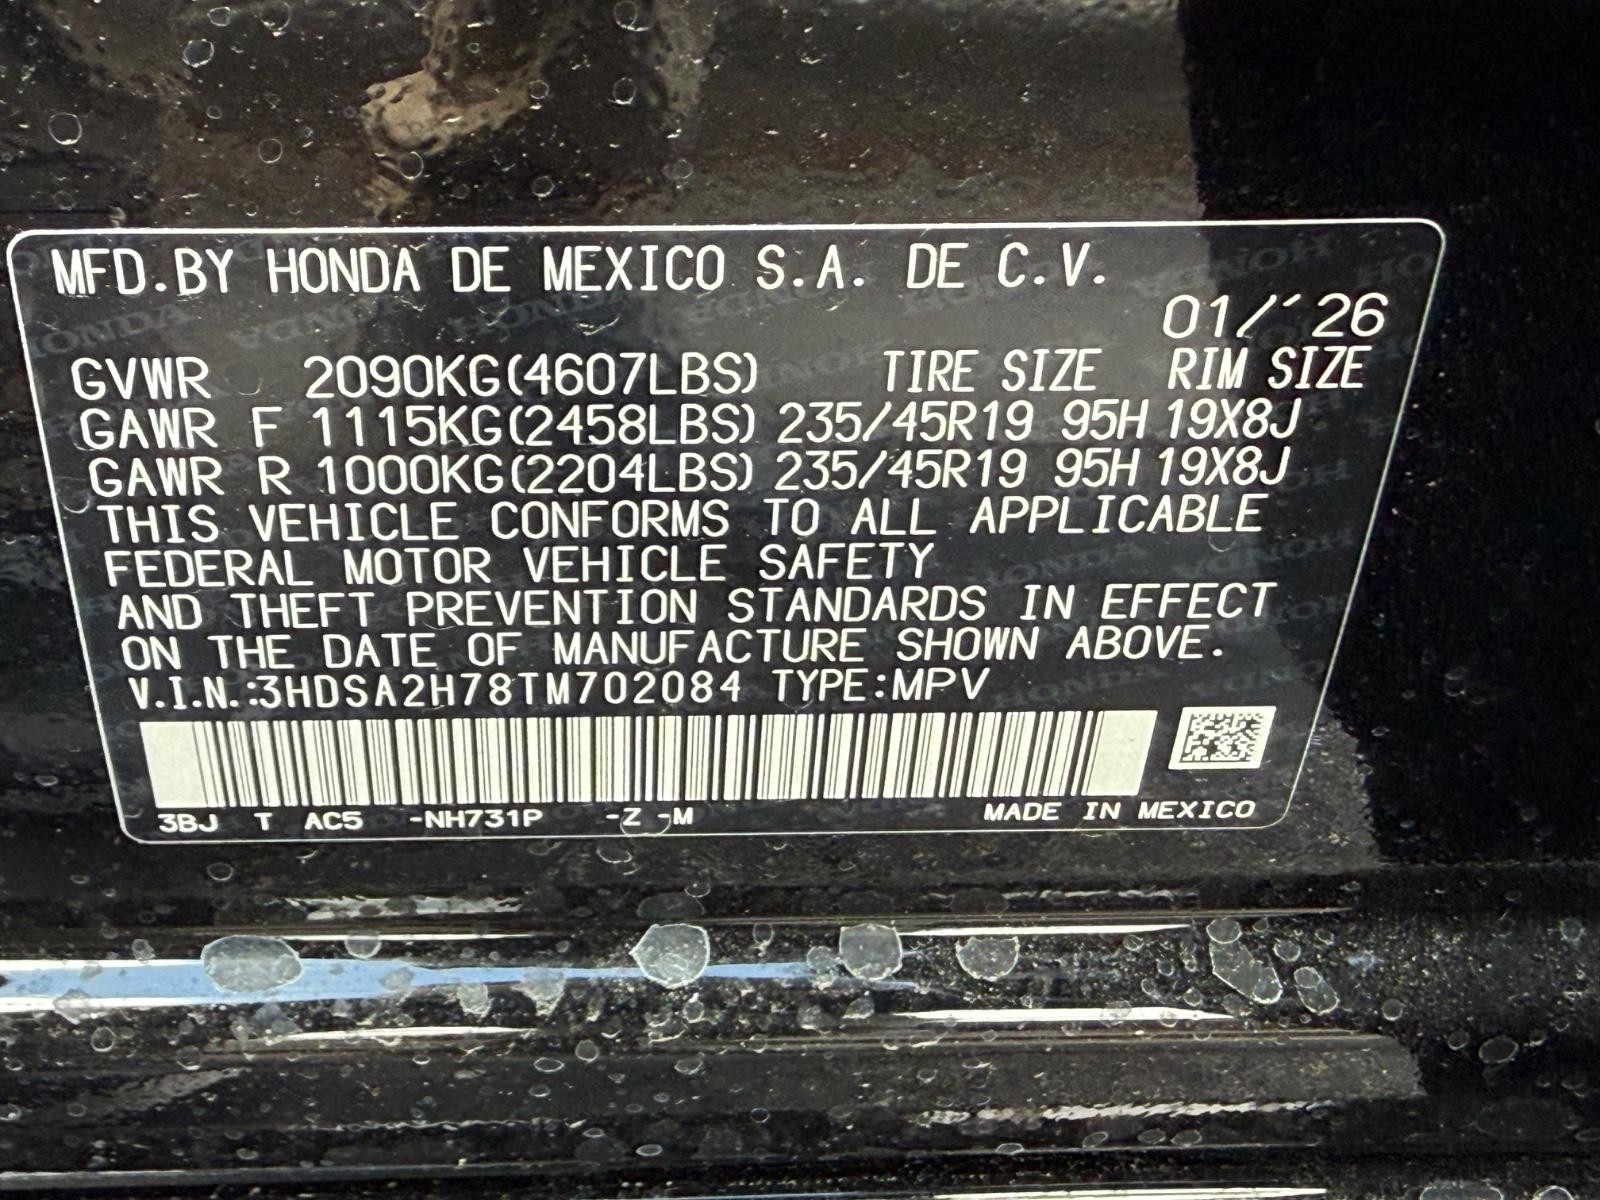 MFD.BY HONDA DE MEXICO S.A. DE C.V.
01/´26
GVWR 2090KG(4607LBS) TIRE SIZE RIM SIZE
GAWR F 1115KG(2458LBS) 235/45R19 95H 19X8J
GAWR R 1000KG(2204LBS) 235/45R19 95H 19X8J
THIS VEHICLE CONFORMS TO ALL APPLICABLE
FEDERAL MOTOR VEHICLE SAFETY
AND THEFT PREVENTION STANDARDS IN EFFECT
ON THE DATE OF MANUFACTURE SHOWN ABOVE.
V.I.N.:3HDSA2H78TM702084 TYPE:MPV
3BJ T AC5 -NH731P -Z -M MADE IN MEXICO